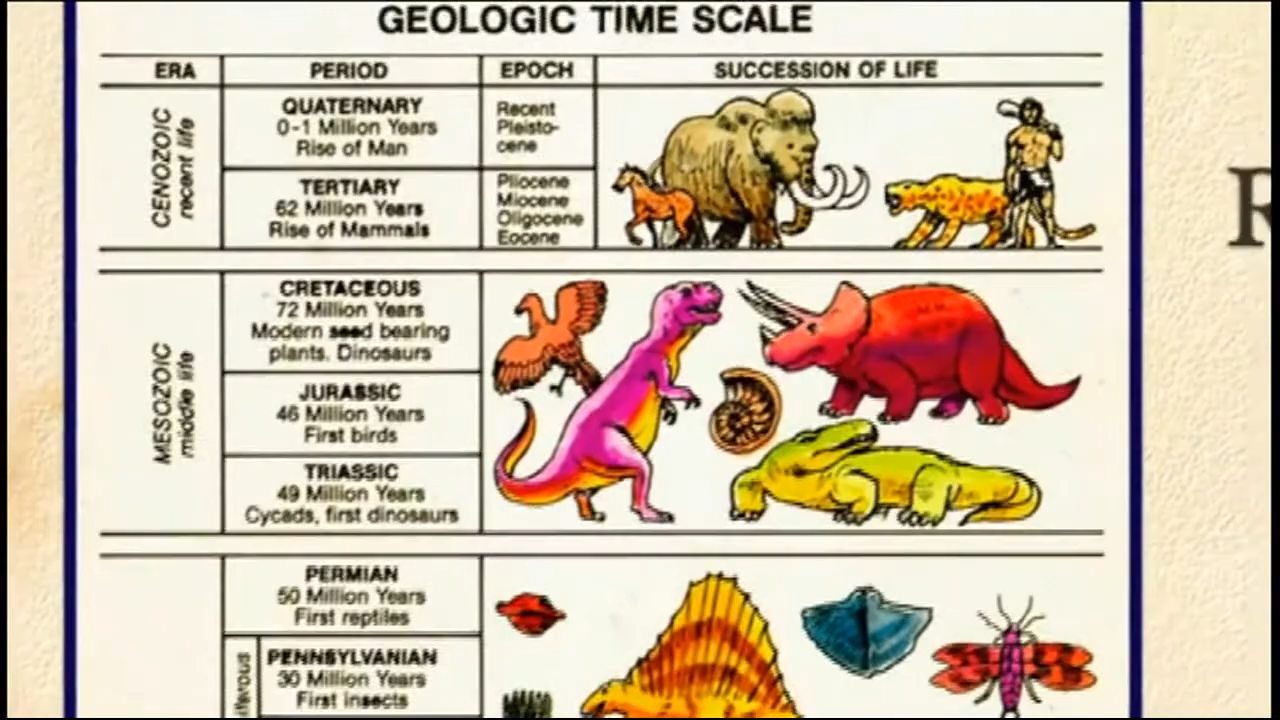 GEOLOGIC TIME SCALE
ERA PERIOD EPOCH SUCCESSION OF LIFE
CENOZOIC
recent life
QUATERNARY
0-1 Million Years
Rise of Man
Recent
Pleisto-
cene
TERTIARY
62 Million Years
Rise of Mammals
Pliocene
Miocene
Oligocene
Eocene
MESOZOIC
middle life
CRETACEOUS
72 Million Years
Modern seed bearing
plants. Dinosaurs
JURASSIC
46 Million Years
First birds
TRIASSIC
49 Million Years
Cycads, first dinosaurs
PERMIAN
50 Million Years
First reptiles
PENNSYLVANIAN
30 Million Years
First insects
R